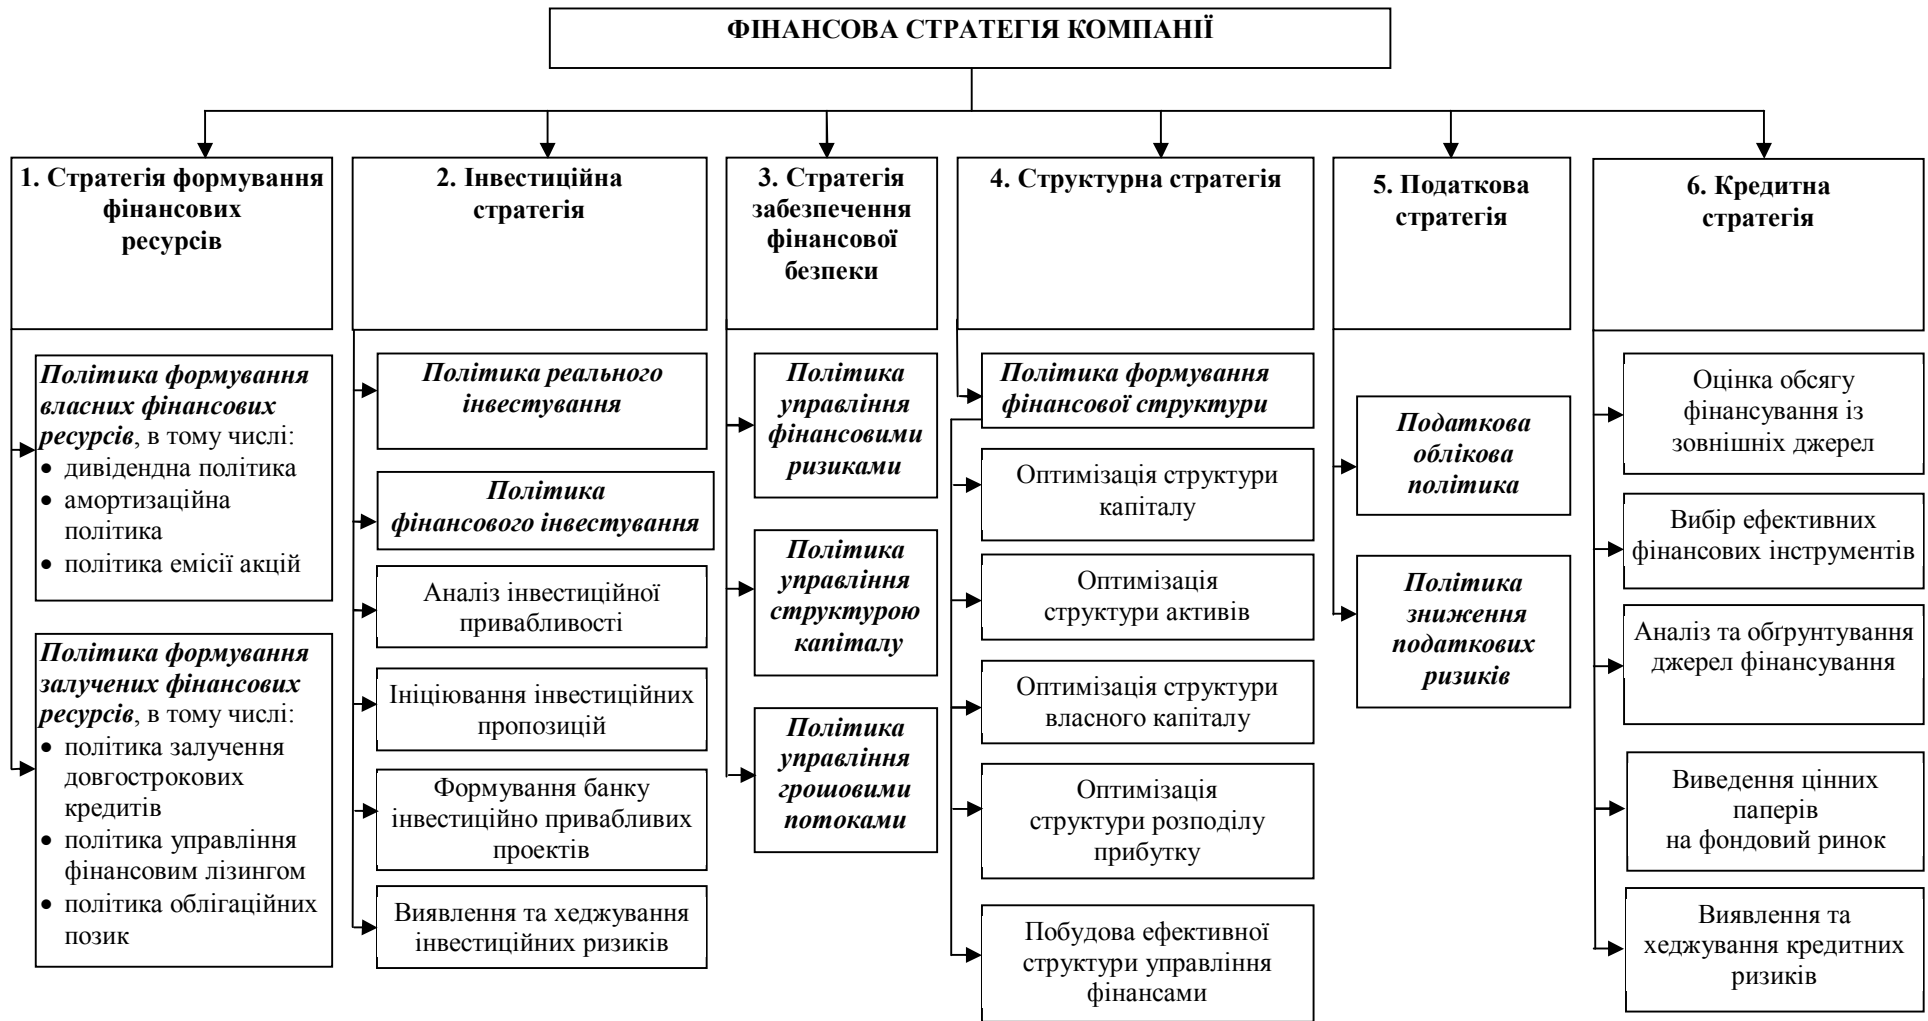 ФІНАНСОВА СТРАТЕГІЯ КОМПАНІЇ
1. Стратегія формування
фінансових
ресурсів
2. Інвестиційна
стратегія
3. Стратегія
забезпечення
фінансової
безпеки
4. Структурна стратегія
5. Податкова
стратегія
6. Кредитна
стратегія
Політика формування
власних фінансових
ресурсів, в тому числі:
• дивідендна політика
• амортизаційна
політика
• політика емісії акцій
Політика формування
залучених фінансових
ресурсів, в тому числі:
• політика залучення
довгострокових
кредитів
• політика управління
фінансовим лізингом
• політика облігаційних
позик
Політика реального
інвестування
Політика
фінансового інвестування
Аналіз інвестиційної
привабливості
Ініціювання інвестиційних
пропозицій
Формування банку
інвестиційно привабливих
проектів
Виявлення та хеджування
інвестиційних ризиків
Політика
управління
фінансовими
ризиками
Політика
управління
структурою
капіталу
Політика
управління
грошовими
потоками
Політика формування
фінансової структури
Оптимізація структури
капіталу
Оптимізація
структури активів
Оптимізація структури
власного капіталу
Оптимізація
структури розподілу
прибутку
Побудова ефективної
структури управління
фінансами
Податкова
облікова
політика
Політика
зниження
податкових
ризиків
Оцінка обсягу
фінансування із
зовнішніх джерел
Вибір ефективних
фінансових інструментів
Аналіз та обґрунтування
джерел фінансування
Виведення цінних
паперів
на фондовий ринок
Виявлення та
хеджування кредитних
ризиків